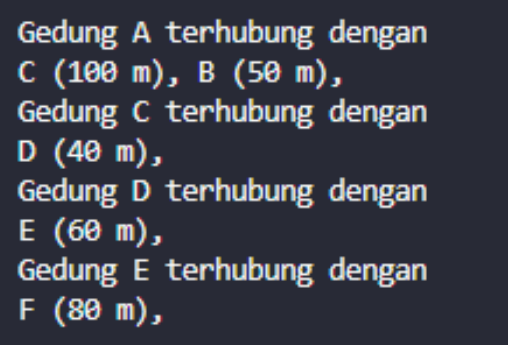 Gedung A terhubung dengan
C (100 m), B (50 m),
Gedung C terhubung dengan
D (40 m),
Gedung D terhubung dengan
E (60 m),
Gedung E terhubung dengan
F (80 m),